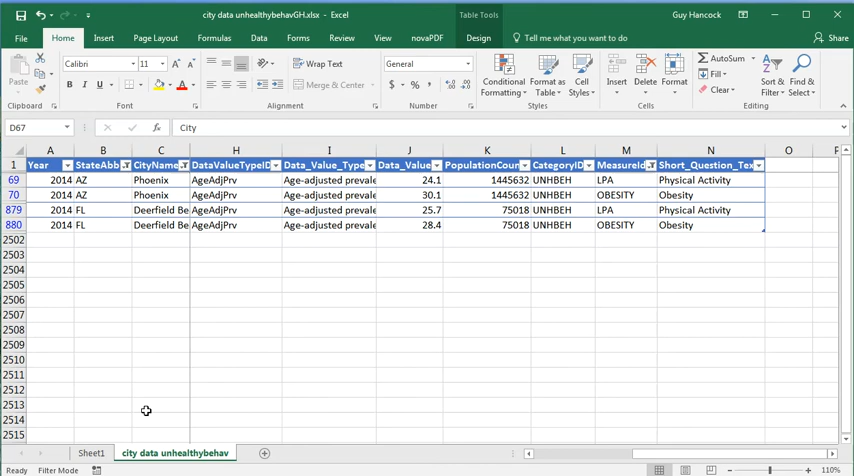 city data unhealthybehavGH.xlsx - Excel
Table Tools
Guy Hancock
File Home Insert Page Layout Formulas Data Forms Review View novaPDF Design Tell me what you want to do Share
Paste
Calibri 11
B I U
A A
Wrap Text
Merge & Center
General
$ % ,
Conditional Formatting
Format as Table
Cell Styles
Insert Delete Format
AutoSum
Fill
Clear
Sort & Filter
Find & Select
Clipboard Font Alignment Number Styles Cells Editing
D67 fx City
A B C H I J K L M N O P
1 Year StateAbb CityName DataValueTypeID Data_Value_Type Data_Value PopulationCoun CategoryID MeasureId Short_Question_Tex
69 2014 AZ Phoenix AgeAdjPrv Age-adjusted prevale 24.1 1445632 UNHBEH LPA Physical Activity
70 2014 AZ Phoenix AgeAdjPrv Age-adjusted prevale 30.1 1445632 UNHBEH OBESITY Obesity
879 2014 FL Deerfield Be AgeAdjPrv Age-adjusted prevale 25.7 75018 UNHBEH LPA Physical Activity
880 2014 FL Deerfield Be AgeAdjPrv Age-adjusted prevale 28.4 75018 UNHBEH OBESITY Obesity
2502
2503
2504
2505
2506
2507
2508
2509
2510
2511
2512
2513
2514
2515
Sheet1 city data unhealthybehav
Ready Filter Mode 110%